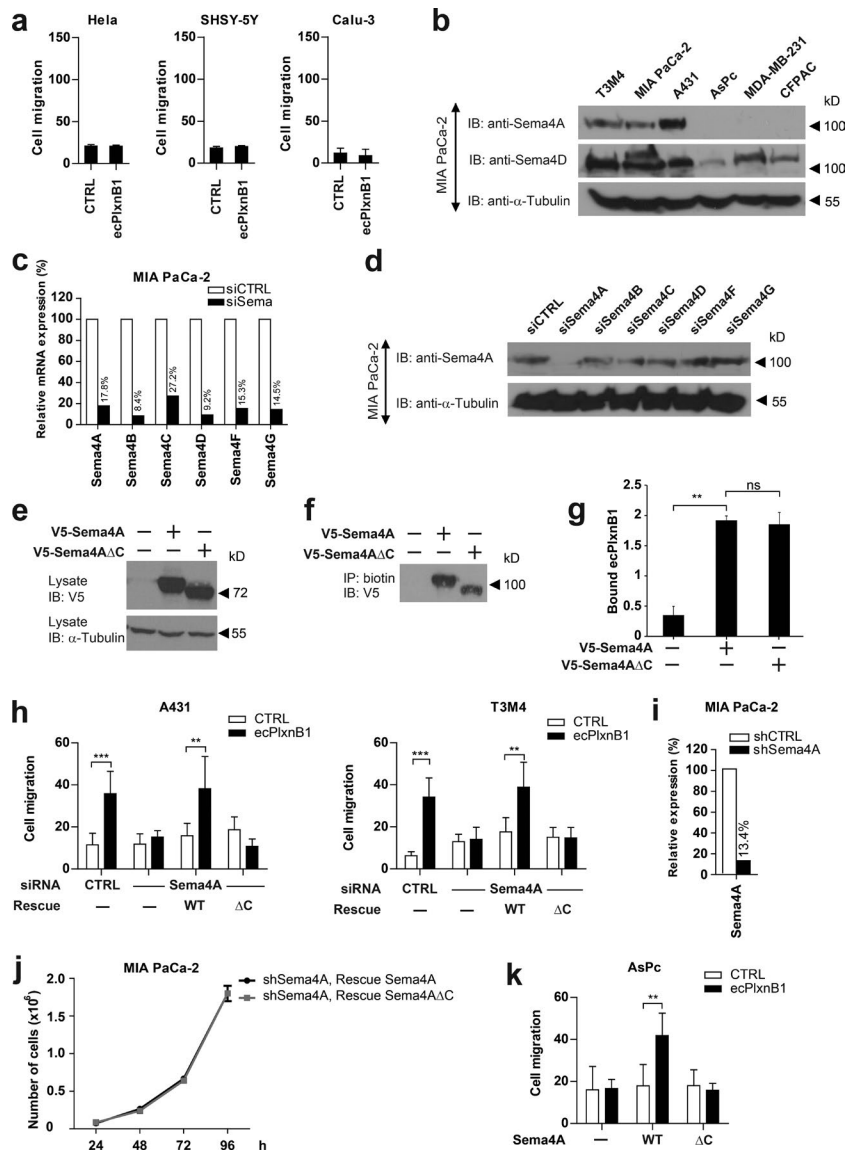 a
Hela
SHSY-5Y
Calu-3
Cell migration
150
100
50
0
CTRL
ecPlxnB1
Cell migration
150
100
50
0
CTRL
ecPlxnB1
Cell migration
150
100
50
0
CTRL
ecPlxnB1
b
T3M4
MIA PaCa-2
A431
AsPc
MDA-MB-231
CFPAC
kD
MIA PaCa-2
IB: anti-Sema4A
100
IB: anti-Sema4D
100
IB: anti-α-Tubulin
55
c
MIA PaCa-2
siCTRL
siSema
Relative mRNA expression (%)
120
100
80
60
40
20
0
17.8%
8.4%
27.2%
9.2%
15.3%
14.5%
Sema4A
Sema4B
Sema4C
Sema4D
Sema4F
Sema4G
d
siCTRL
siSema4A
siSema4B
siSema4C
siSema4D
siSema4F
siSema4G
kD
MIA PaCa-2
IB: anti-Sema4A
100
IB: anti-α-Tubulin
55
e
V5-Sema4A — + —
V5-Sema4AΔC — — +
kD
Lysate
IB: V5
72
Lysate
IB: α-Tubulin
55
f
V5-Sema4A — + —
V5-Sema4AΔC — — +
kD
IP: biotin
IB: V5
100
g
Bound ecPlxnB1
2
1.5
1
0.5
0
**
ns
V5-Sema4A — + —
V5-Sema4AΔC — — +
h
A431
CTRL
ecPlxnB1
Cell migration
60
40
20
0
***
**
siRNA CTRL Sema4A
Rescue — — WT ΔC
T3M4
CTRL
ecPlxnB1
Cell migration
60
40
20
0
***
**
siRNA CTRL Sema4A
Rescue — — WT ΔC
i
MIA PaCa-2
shCTRL
shSema4A
Relative expression (%)
120
100
80
60
40
20
0
13.4%
Sema4A
j
MIA PaCa-2
shSema4A, Rescue Sema4A
shSema4A, Rescue Sema4AΔC
Number of cells (x10⁶)
2.0
1.5
1.0
0.5
0
24 48 72 96 h
k
AsPc
CTRL
ecPlxnB1
Cell migration
60
40
20
0
**
Sema4A — WT ΔC